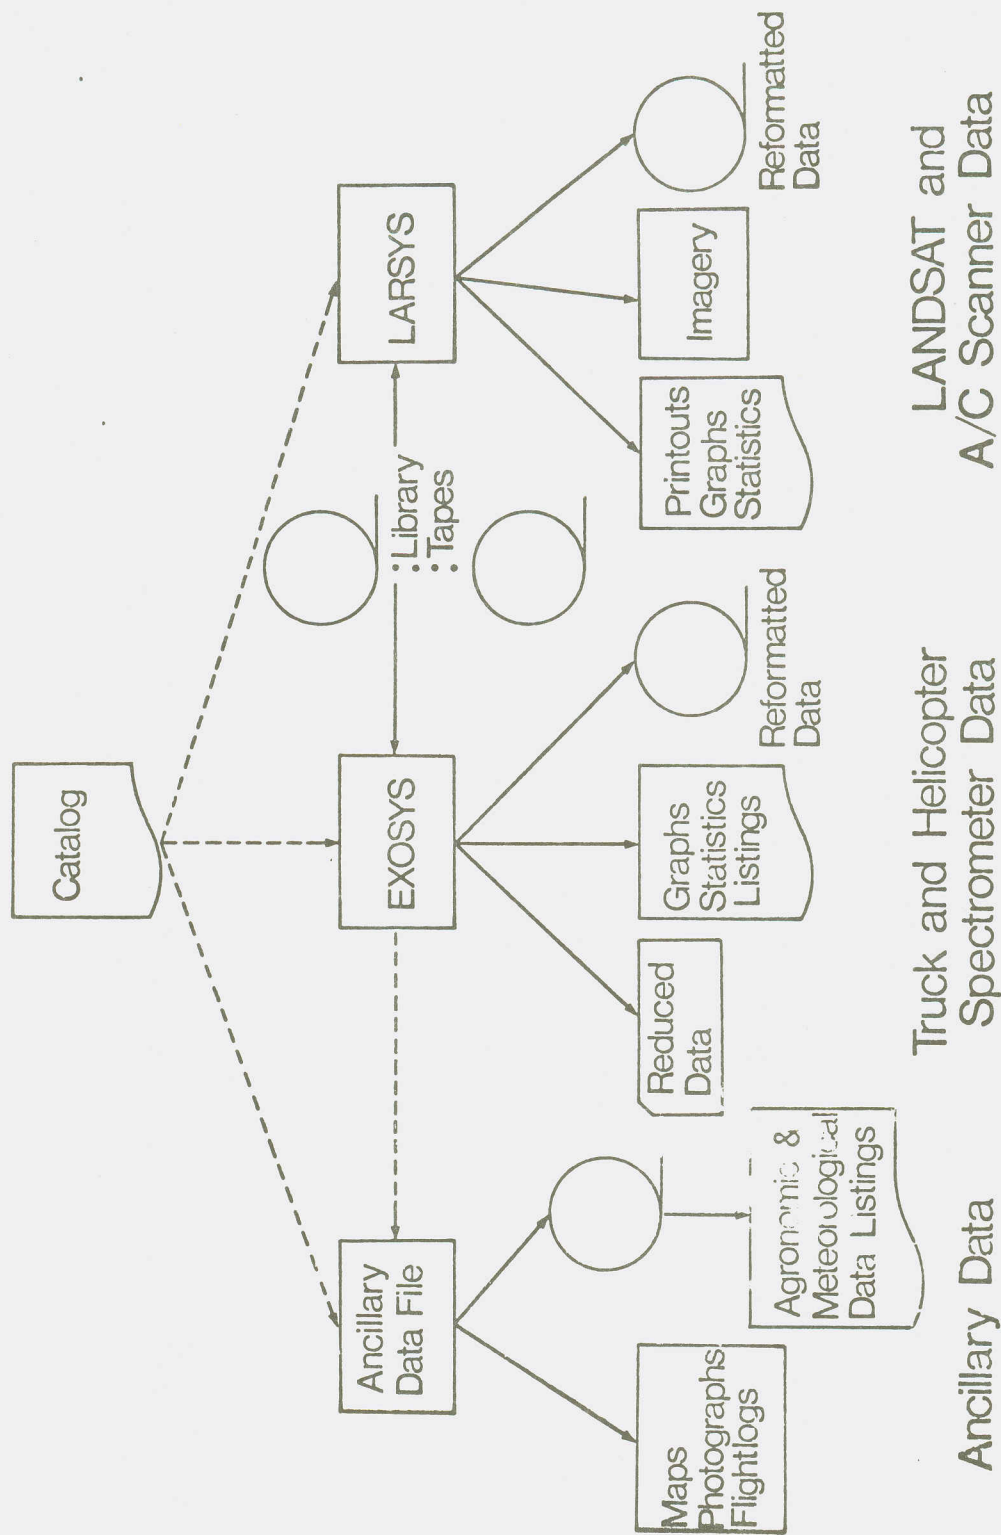 Catalog
Ancillary
Data File
EXOSYS
Library
Tapes
LARSYS
Maps
Photographs
Flightlogs
Agronomic &
Meteorological
Data Listings
Reduced
Data
Graphs
Statistics
Listings
Reformatted
Data
Printouts
Graphs
Statistics
Imagery
Reformatted
Data
Ancillary Data
Truck and Helicopter
Spectrometer Data
LANDSAT and
A/C Scanner Data